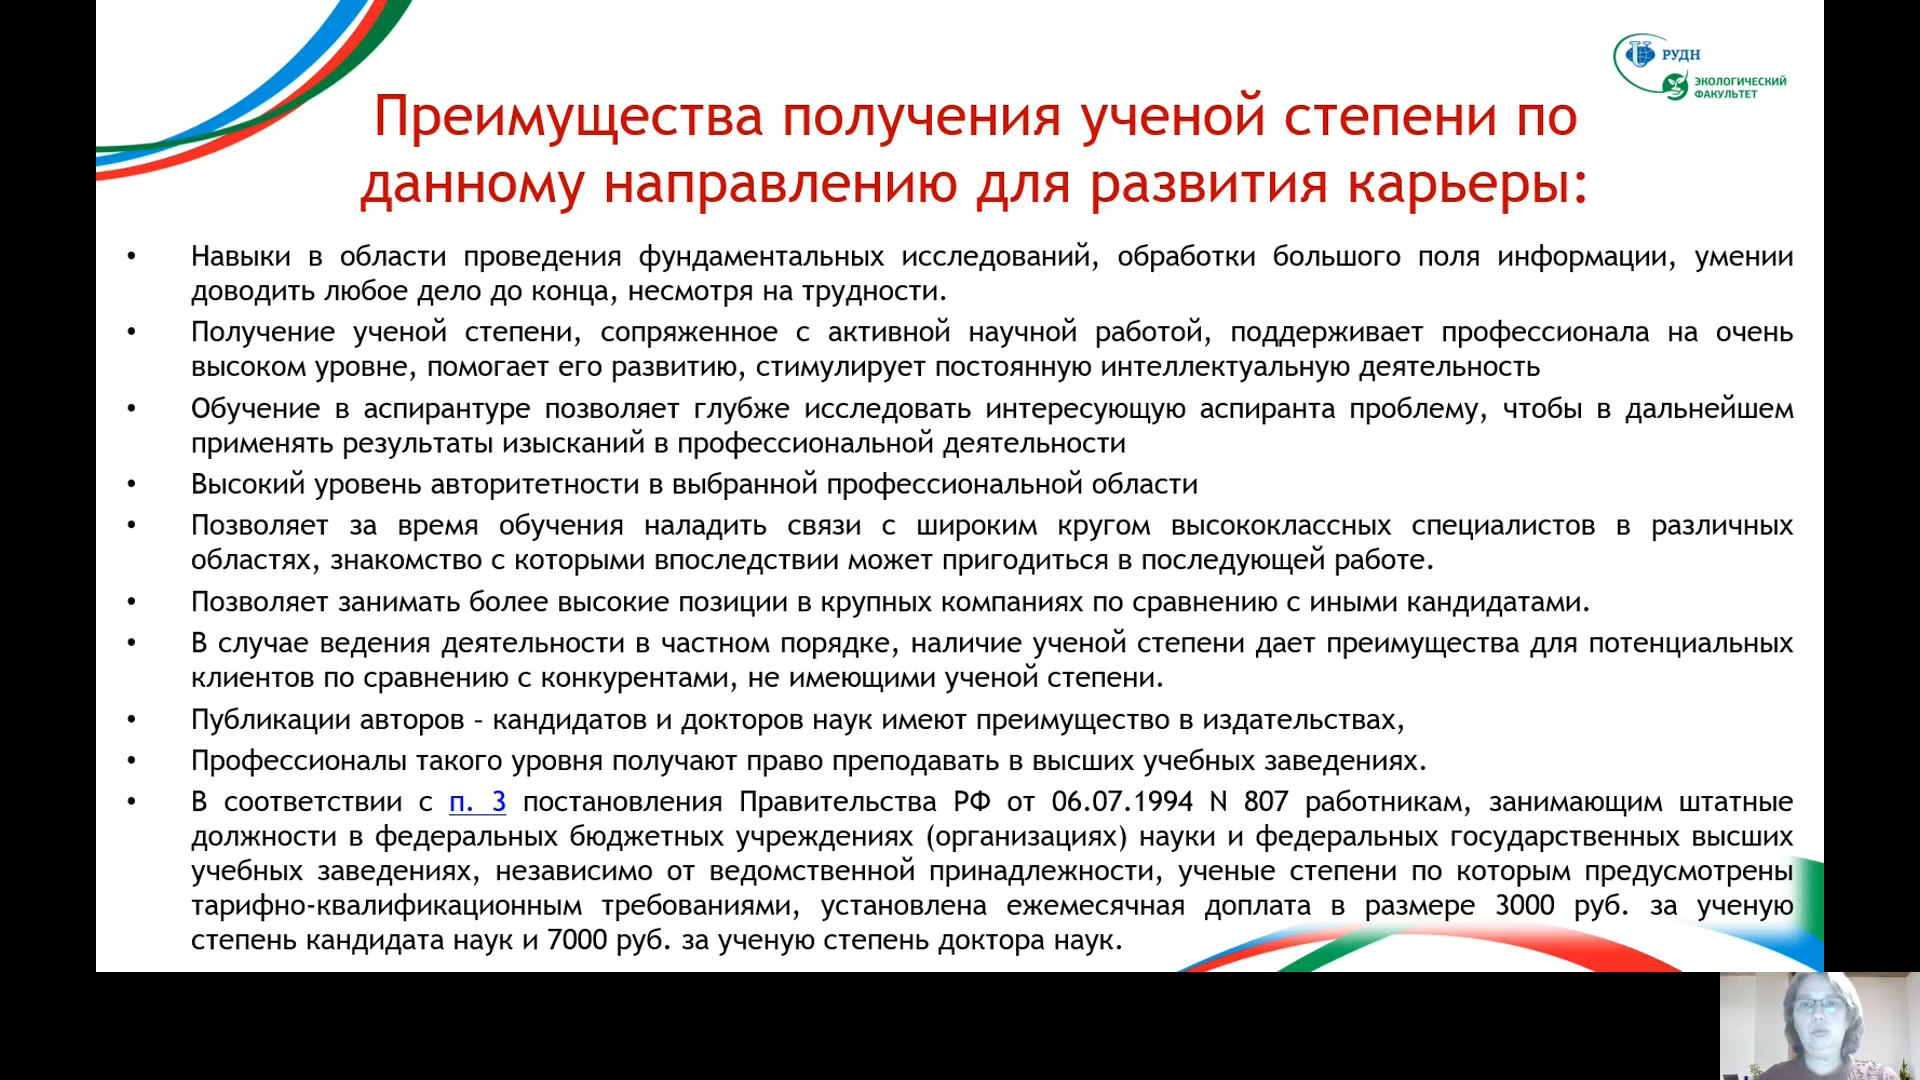 РУДН
ЭКОЛОГИЧЕСКИЙ
ФАКУЛЬТЕТ
Преимущества получения ученой степени по
данному направлению для развития карьеры:
• Навыки в области проведения фундаментальных исследований, обработки большого поля информации, умении
доводить любое дело до конца, несмотря на трудности.
• Получение ученой степени, сопряженное с активной научной работой, поддерживает профессионала на очень
высоком уровне, помогает его развитию, стимулирует постоянную интеллектуальную деятельность
• Обучение в аспирантуре позволяет глубже исследовать интересующую аспиранта проблему, чтобы в дальнейшем
применять результаты изысканий в профессиональной деятельности
• Высокий уровень авторитетности в выбранной профессиональной области
• Позволяет за время обучения наладить связи с широким кругом высококлассных специалистов в различных
областях, знакомство с которыми впоследствии может пригодиться в последующей работе.
• Позволяет занимать более высокие позиции в крупных компаниях по сравнению с иными кандидатами.
• В случае ведения деятельности в частном порядке, наличие ученой степени дает преимущества для потенциальных
клиентов по сравнению с конкурентами, не имеющими ученой степени.
• Публикации авторов - кандидатов и докторов наук имеют преимущество в издательствах,
• Профессионалы такого уровня получают право преподавать в высших учебных заведениях.
• В соответствии с п. 3 постановления Правительства РФ от 06.07.1994 N 807 работникам, занимающим штатные
должности в федеральных бюджетных учреждениях (организациях) науки и федеральных государственных высших
учебных заведениях, независимо от ведомственной принадлежности, ученые степени по которым предусмотрены
тарифно-квалификационным требованиями, установлена ежемесячная доплата в размере 3000 руб. за ученую
степень кандидата наук и 7000 руб. за ученую степень доктора наук.